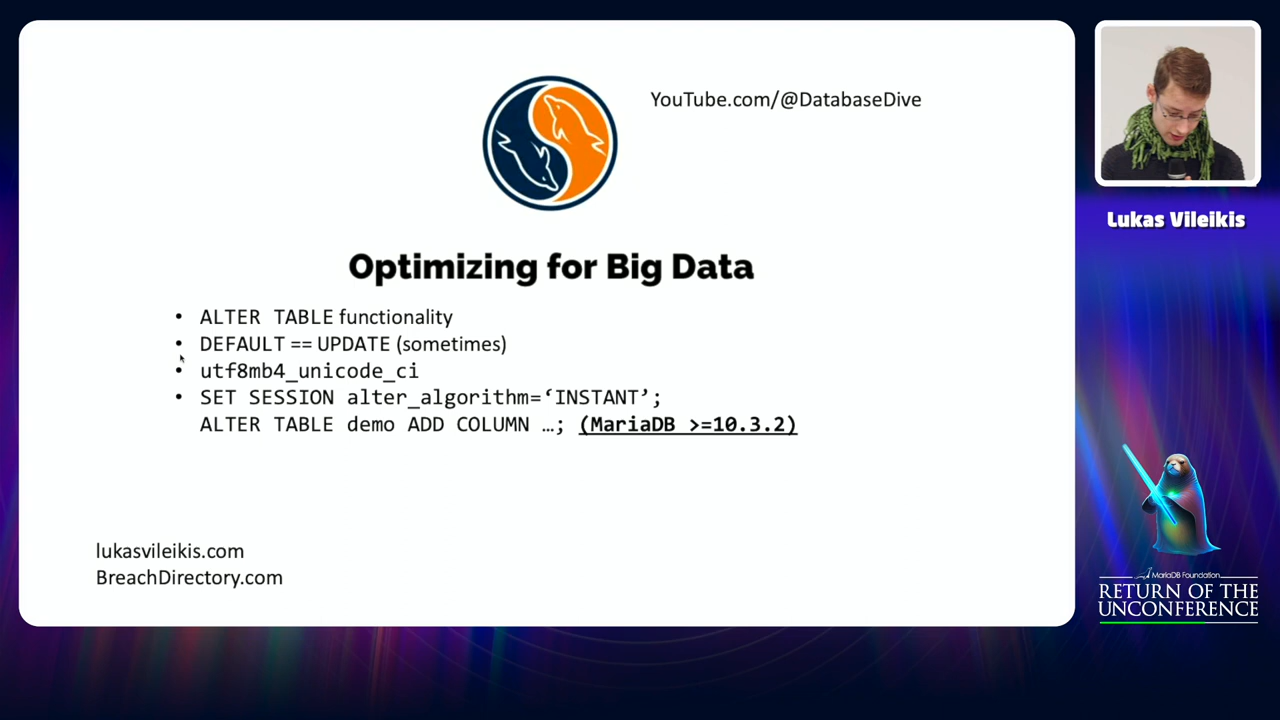 YouTube.com/@DatabaseDive
Optimizing for Big Data
• ALTER TABLE functionality
• DEFAULT == UPDATE (sometimes)
• utf8mb4_unicode_ci
• SET SESSION alter_algorithm=‘INSTANT’;
ALTER TABLE demo ADD COLUMN …; (MariaDB >=10.3.2)
lukasvileikis.com
BreachDirectory.com
Lukas Vileikis
MariaDB Foundation
RETURN OF THE
UNCONFERENCE